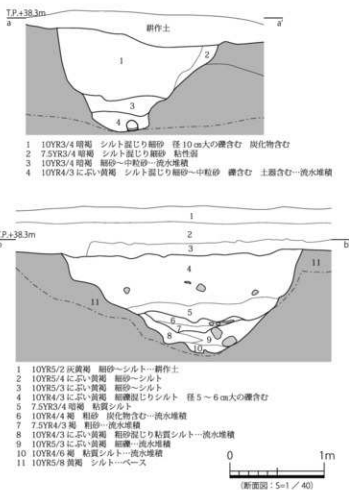 T.P.+38.3m
a a'
耕作土
1
2
3
4
1 10YR3/4 暗褐 シルト混じり細砂 径10㎝大の礫含む 炭化物含む
2 7.5YR3/4 暗褐 シルト混じり細砂 粘性弱
3 10YR3/4 暗褐 細砂〜中粒砂…流水堆積
4 10YR4/3 にぶい黄褐 シルト混じり細砂〜中粒砂 礫含む 土器含む…流水堆積
1
T.P.+38.3m
b b'
2
3
4
11 11
5
6
7
8 9
10
1 10YR5/2 灰黄褐 細砂〜シルト…耕作土
2 10YR5/4 にぶい黄褐 細砂〜シルト
3 10YR5/3 にぶい黄褐 細砂〜シルト
4 10YR4/3 にぶい黄褐 細礫混じりシルト 径5〜6㎝大の礫含む
5 7.5YR3/4 暗褐 粘質シルト
6 10YR4/4 褐 粗砂 炭化物含む…流水堆積
7 7.5YR4/3 褐 粗砂…流水堆積
8 10YR4/3 にぶい黄褐 粗砂混じり粘質シルト…流水堆積
9 10YR5/3 にぶい黄褐 細礫…流水堆積
10 10YR4/6 褐 粘質シルト…流水堆積
11 10YR5/8 黄褐 シルト…ベース
0 1m
(断面図:S=1/40)